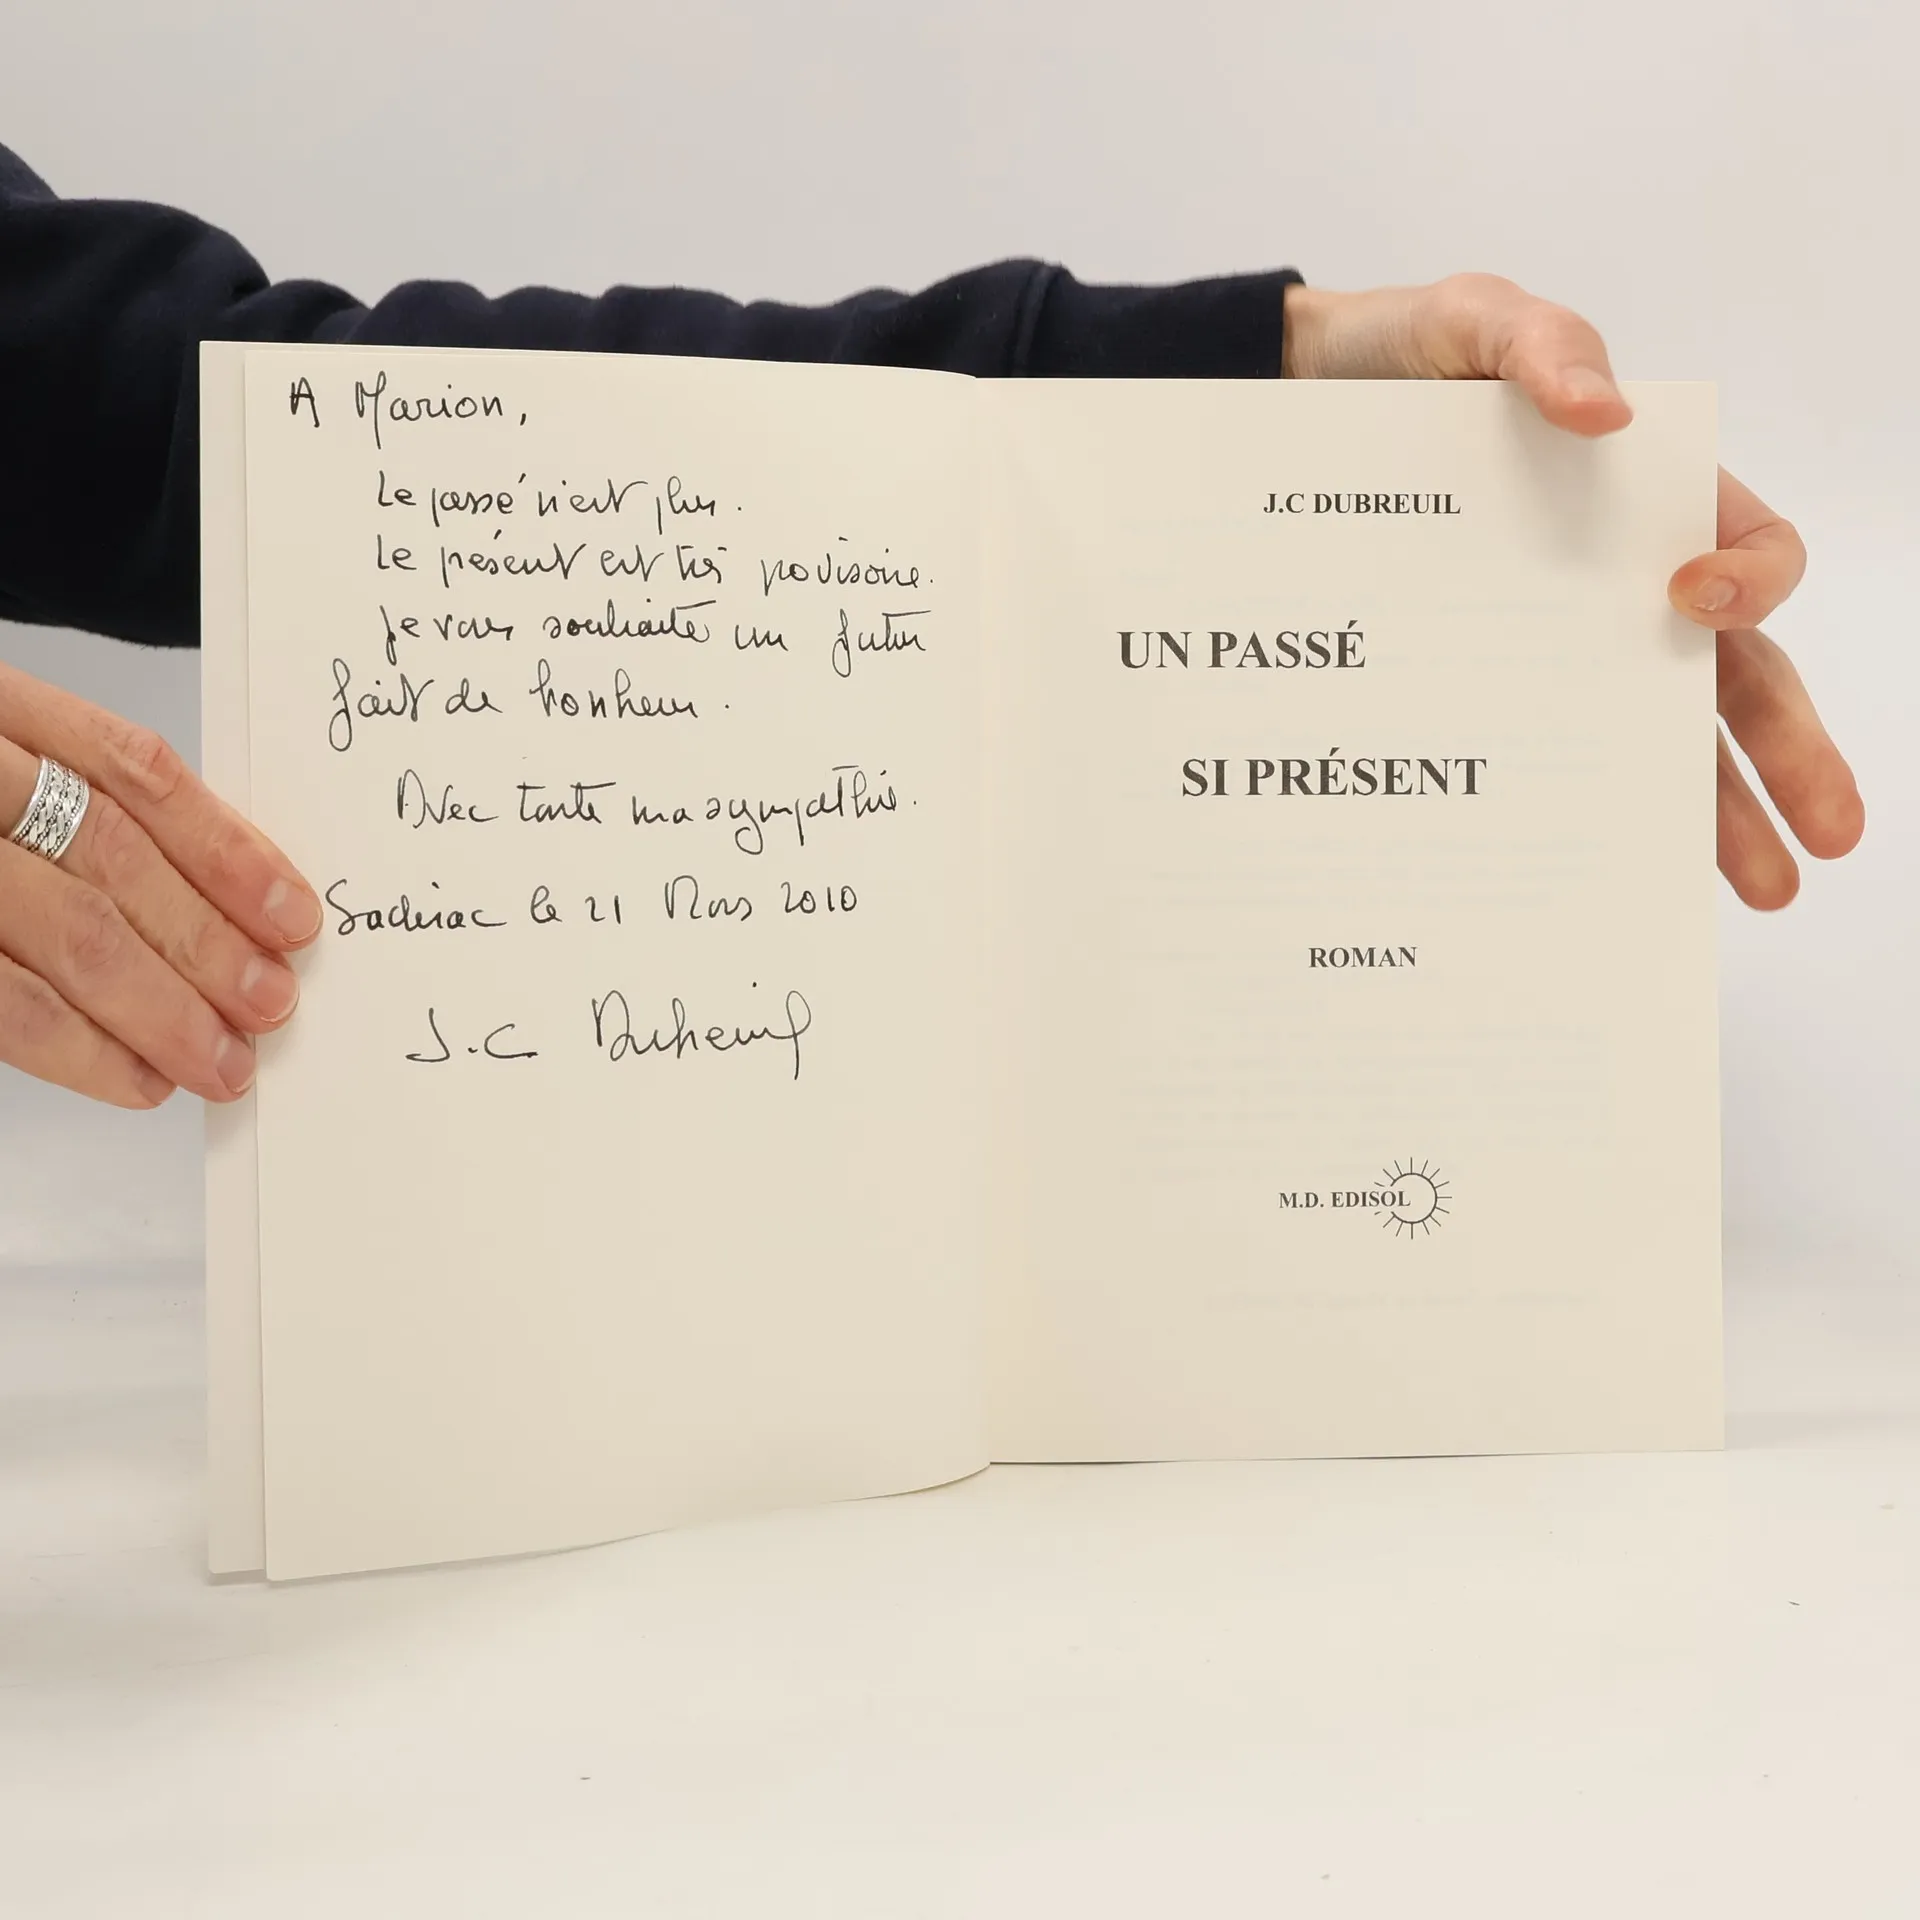 A Marion,
Le passé n'est plus.
Le présent est très provisoire.
Je vous souhaite un futur
fait de bonheur.
Avec toute ma sympathie.
Sadirac le 21 Mars 2010
J.C Dubreuil
J.C DUBREUIL
UN PASSÉ
SI PRÉSENT
ROMAN
M.D. EDISOL